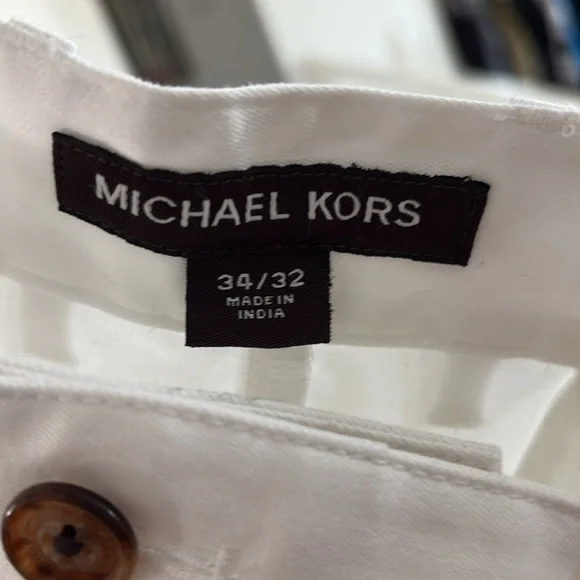 MICHAEL KORS
34/32
MADE IN
INDIA